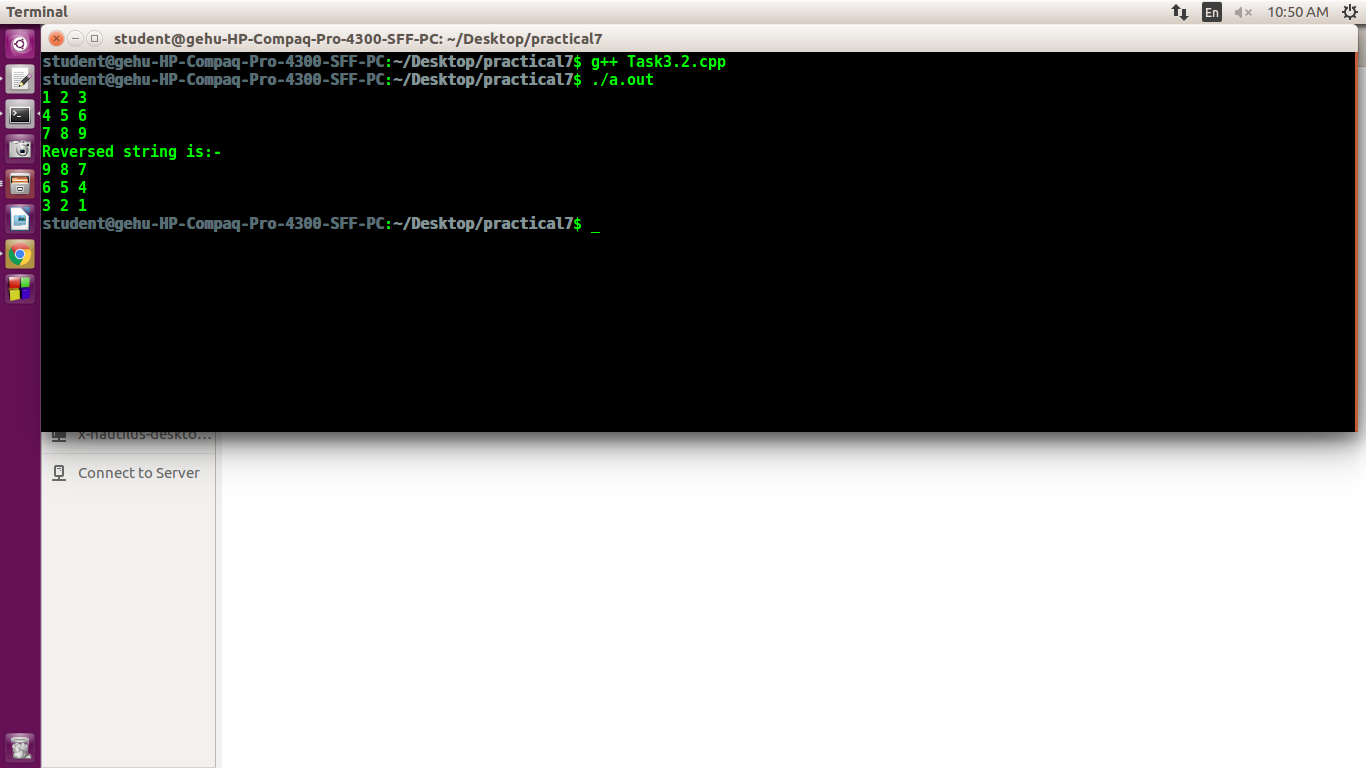 Terminal
En
10:50 AM
student@gehu-HP-Compaq-Pro-4300-SFF-PC: ~/Desktop/practical7
student@gehu-HP-Compaq-Pro-4300-SFF-PC:~/Desktop/practical7$ g++ Task3.2.cpp
student@gehu-HP-Compaq-Pro-4300-SFF-PC:~/Desktop/practical7$ ./a.out
1 2 3
4 5 6
7 8 9
Reversed string is:-
9 8 7
6 5 4
3 2 1
student@gehu-HP-Compaq-Pro-4300-SFF-PC:~/Desktop/practical7$ _
x-nautilus-deskto...
Connect to Server